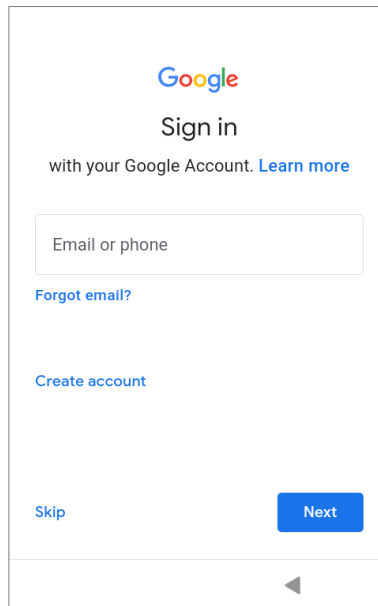 Google
Sign in
with your Google Account. Learn more
Email or phone
Forgot email?
Create account
Skip
Next